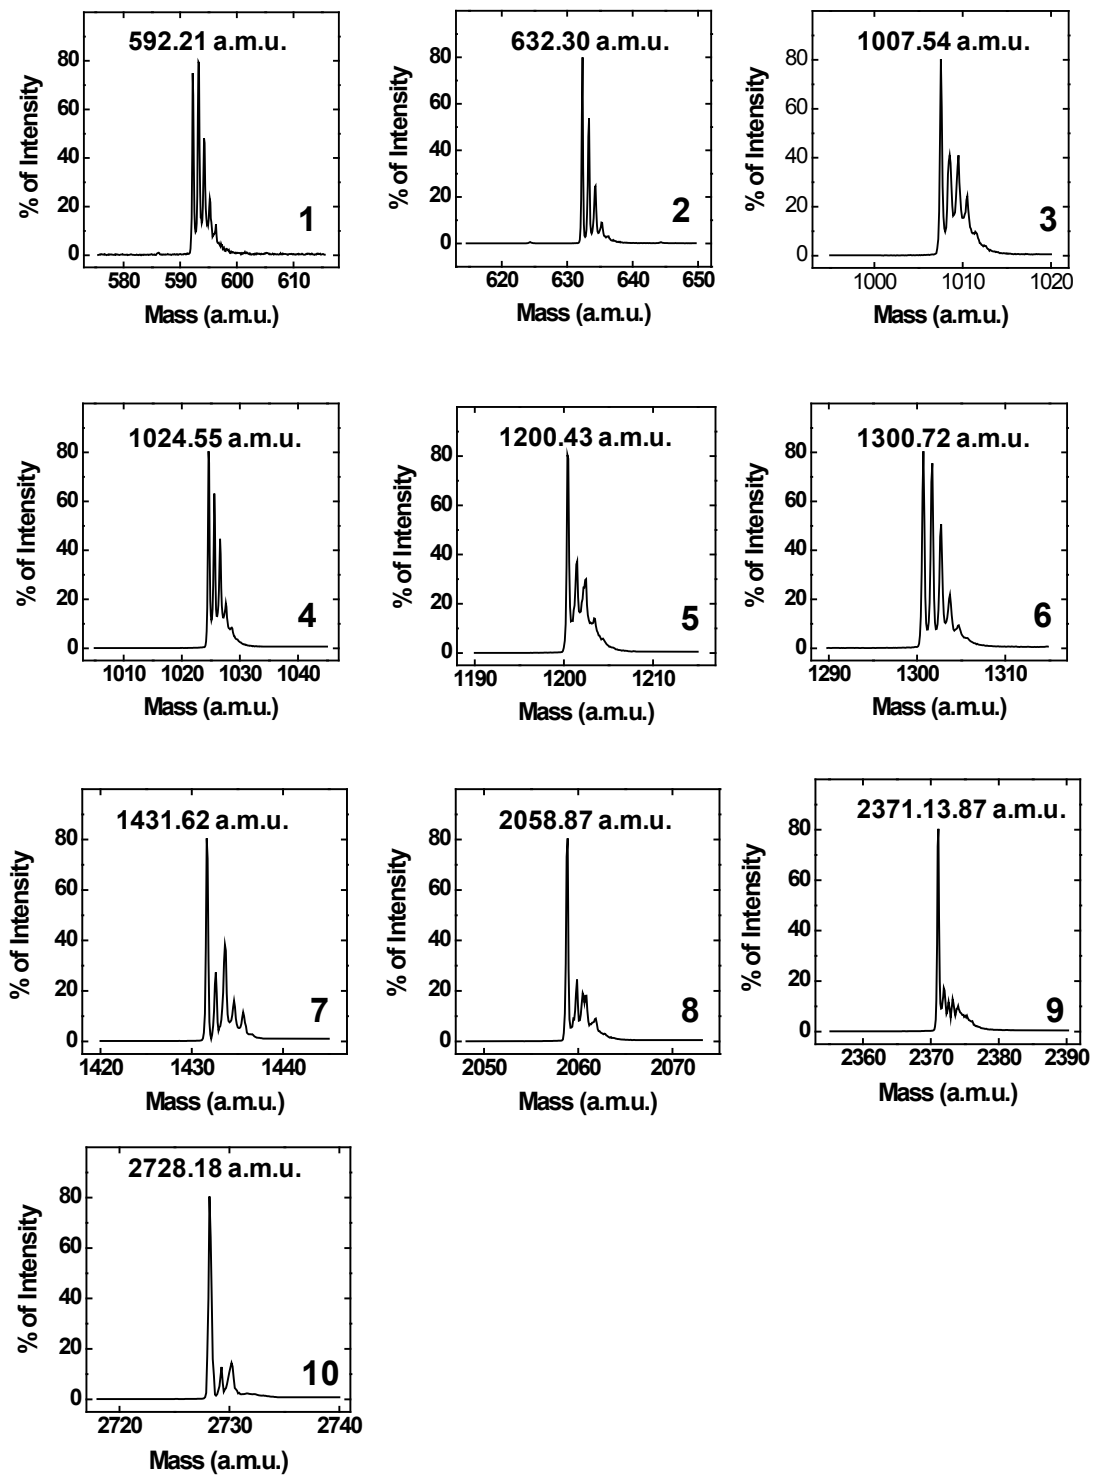 592.21 a.m.u.
% of Intensity
80
60
40
20
0
1
580 590 600 610
Mass (a.m.u.)
632.30 a.m.u.
% of Intensity
80
60
40
20
0
2
620 630 640 650
Mass (a.m.u.)
1007.54 a.m.u.
% of Intensity
80
60
40
20
0
3
1000 1010 1020
Mass (a.m.u.)
1024.55 a.m.u.
% of Intensity
80
60
40
20
0
4
1010 1020 1030 1040
Mass (a.m.u.)
1200.43 a.m.u.
% of Intensity
80
60
40
20
0
5
1190 1200 1210
Mass (a.m.u.)
1300.72 a.m.u.
% of Intensity
80
60
40
20
0
6
1290 1300 1310
Mass (a.m.u.)
1431.62 a.m.u.
% of Intensity
80
60
40
20
0
7
1420 1430 1440
Mass (a.m.u.)
2058.87 a.m.u.
% of Intensity
80
60
40
20
0
8
2050 2060 2070
Mass (a.m.u.)
2371.13.87 a.m.u.
% of Intensity
80
60
40
20
0
9
2360 2370 2380 2390
Mass (a.m.u.)
2728.18 a.m.u.
% of Intensity
80
60
40
20
0
10
2720 2730 2740
Mass (a.m.u.)